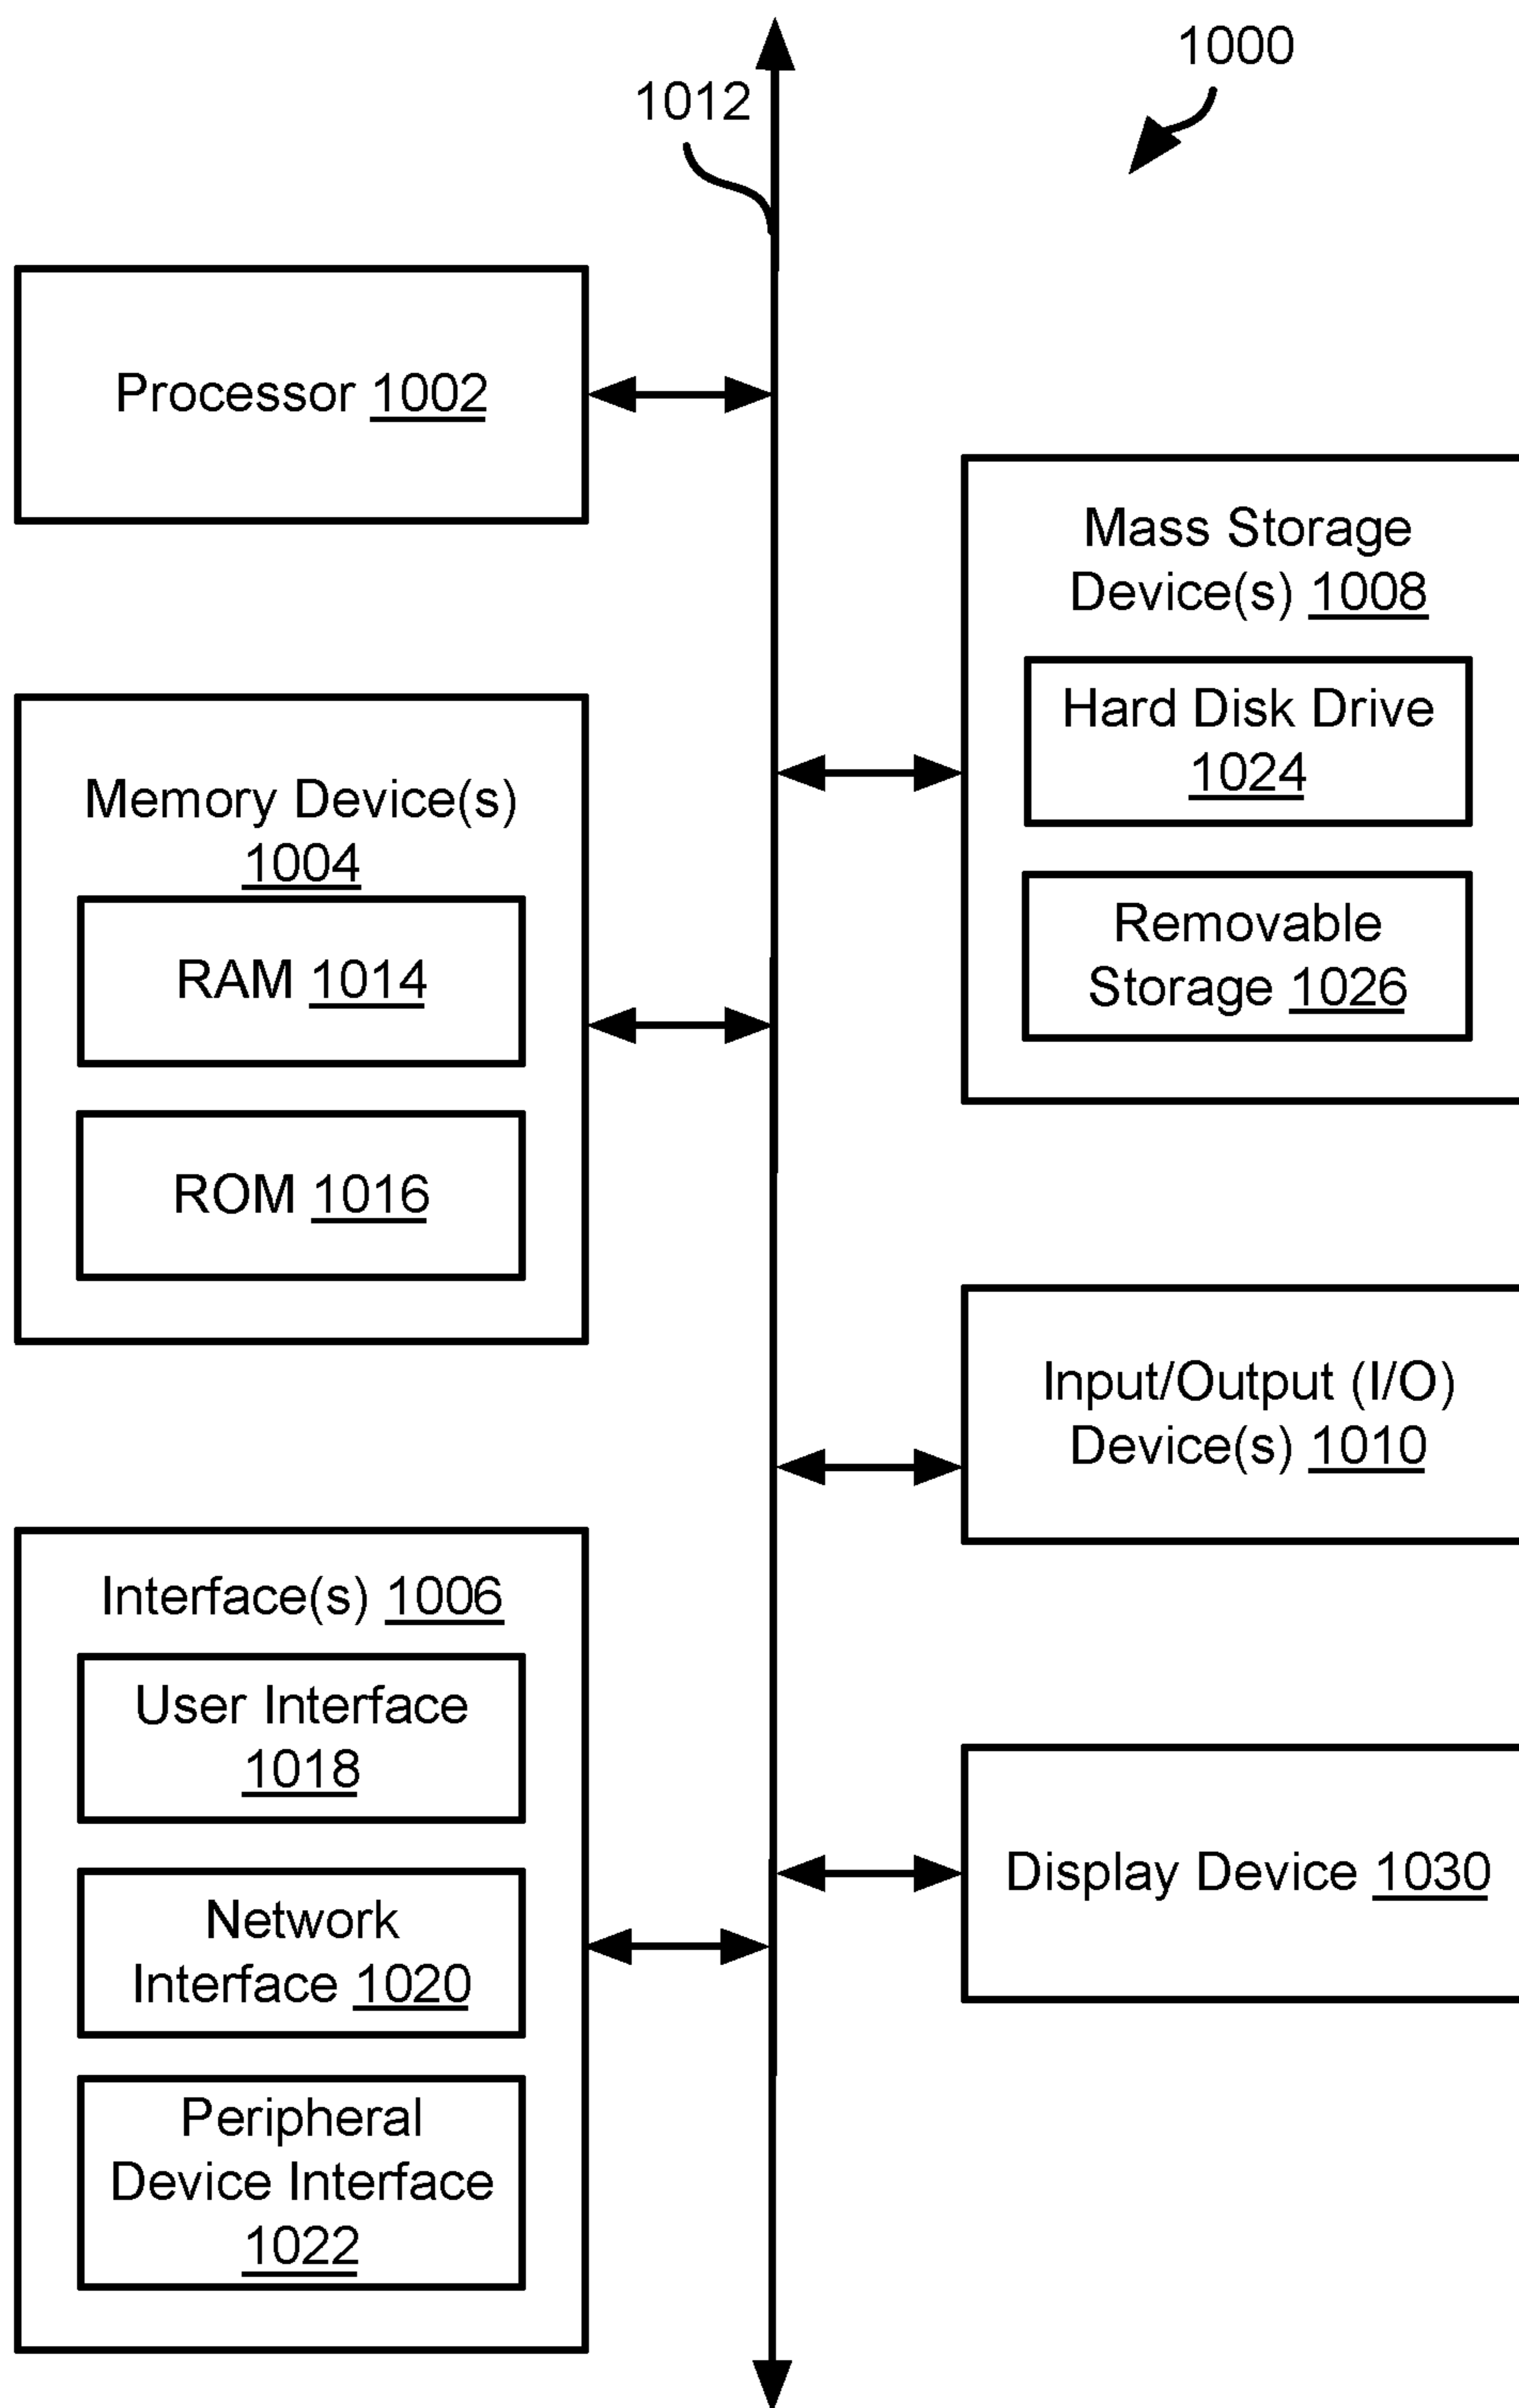 1000
1012
Processor 1002
Mass Storage
Device(s) 1008
Hard Disk Drive
1024
Removable
Storage 1026
Memory Device(s)
1004
RAM 1014
ROM 1016
Input/Output (I/O)
Device(s) 1010
Interface(s) 1006
User Interface
1018
Network
Interface 1020
Peripheral
Device Interface
1022
Display Device 1030